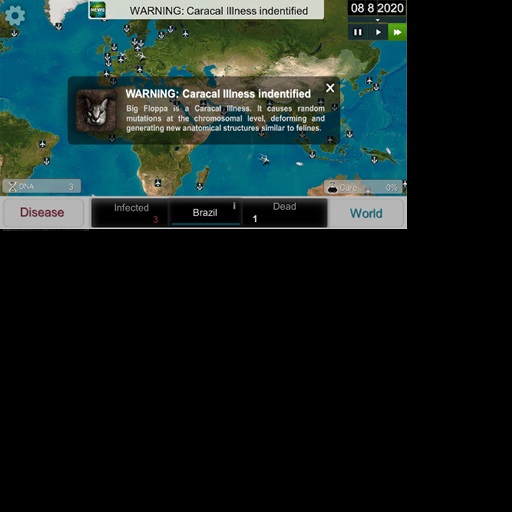 NEWS
WARNING: Caracal Illness indentified
08 8 2020
WARNING: Caracal Illness indentified
X
Big Floppa is a Caracal Illness. It causes random
mutations at the chromosomal level, deforming and
generating new anatomical structures similar to felines.
DNA 3
Cure 0%
Disease
Infected
3
Brazil
i
Dead
1
World